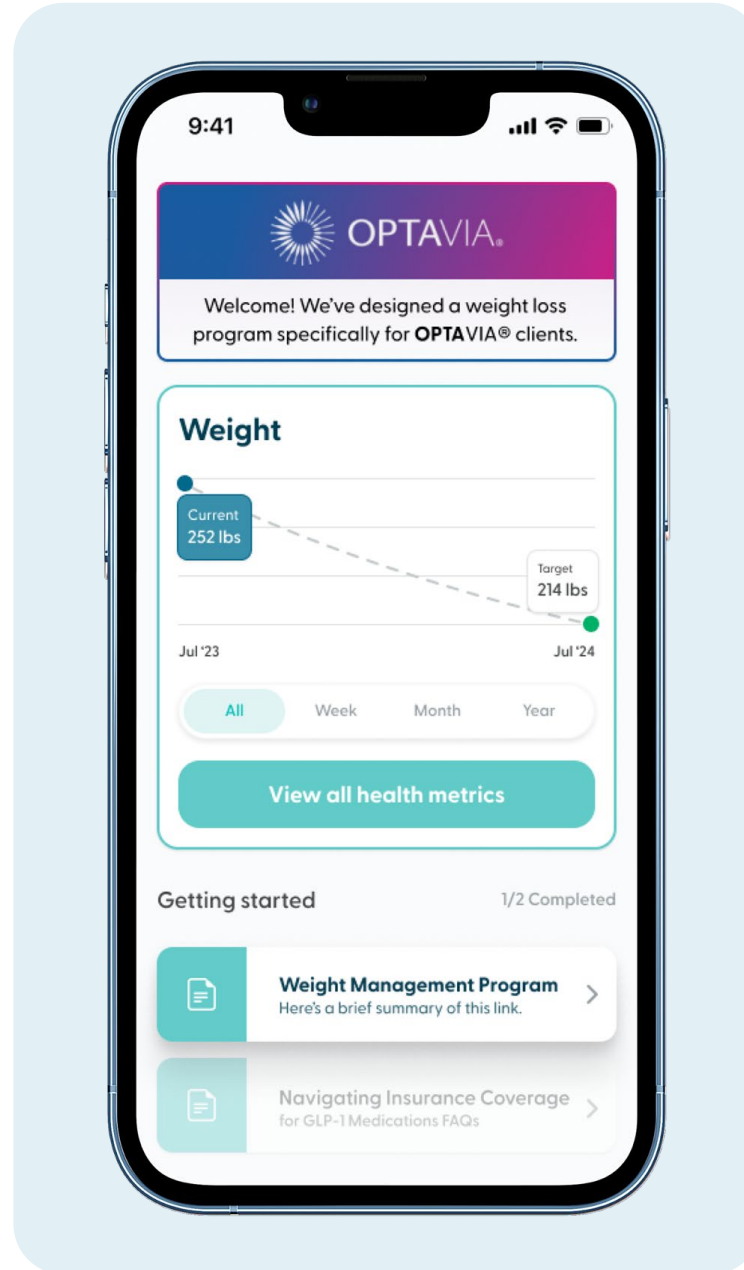 9:41
OPTAVIA®
Welcome! We've designed a weight loss
program specifically for OPTAVIA® clients.
Weight
Current
252 lbs
Target
214 lbs
Jul '23
Jul '24
All Week Month Year
View all health metrics
Getting started
1/2 Completed
Weight Management Program
Here's a brief summary of this link.
Navigating Insurance Coverage
for GLP-1 Medications FAQs